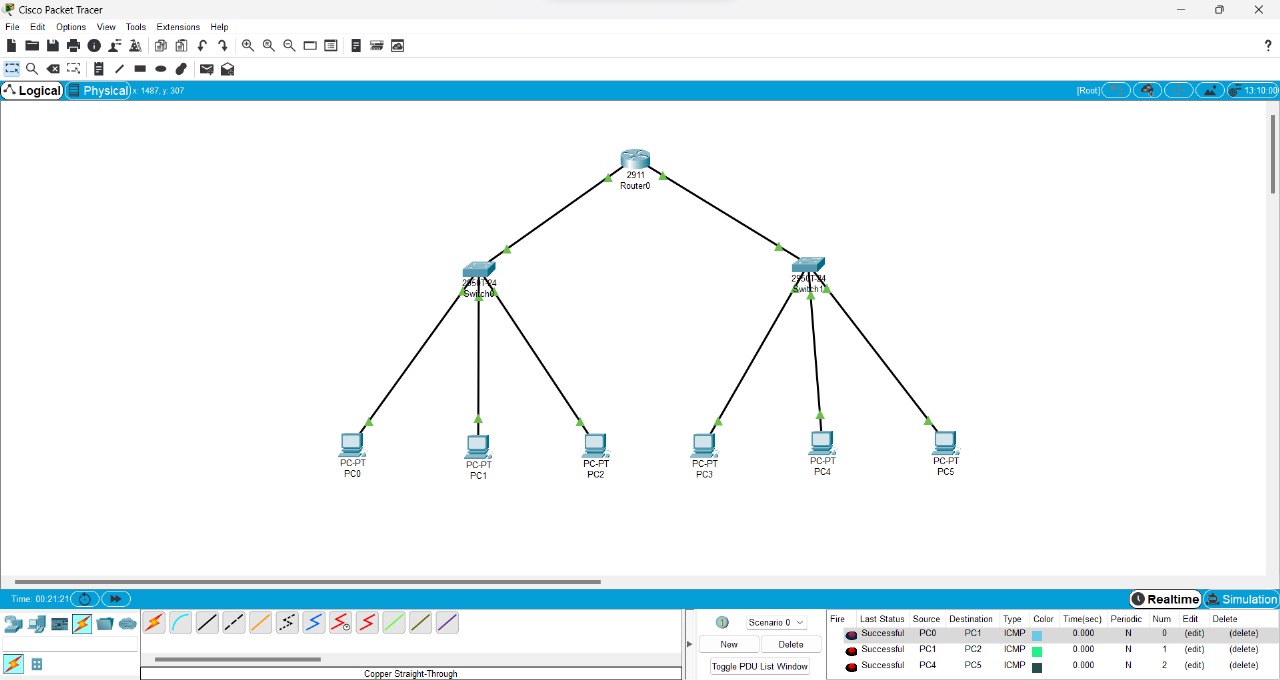 Cisco Packet Tracer
File Edit Options View Tools Extensions Help
?
Logical Physical x: 1487, y: 307 [Root] 13:10:00
2911
Router0
2950T-24
Switch0
2950T-24
Switch1
PC-PT
PC0
PC-PT
PC1
PC-PT
PC2
PC-PT
PC3
PC-PT
PC4
PC-PT
PC5
Time: 00:21:21 Realtime Simulation
Scenario 0
New Delete
Toggle PDU List Window
Copper Straight-Through
Fire Last Status Source Destination Type Color Time(sec) Periodic Num Edit Delete
Successful PC0 PC1 ICMP 0.000 N 0 (edit) (delete)
Successful PC1 PC2 ICMP 0.000 N 1 (edit) (delete)
Successful PC4 PC5 ICMP 0.000 N 2 (edit) (delete)